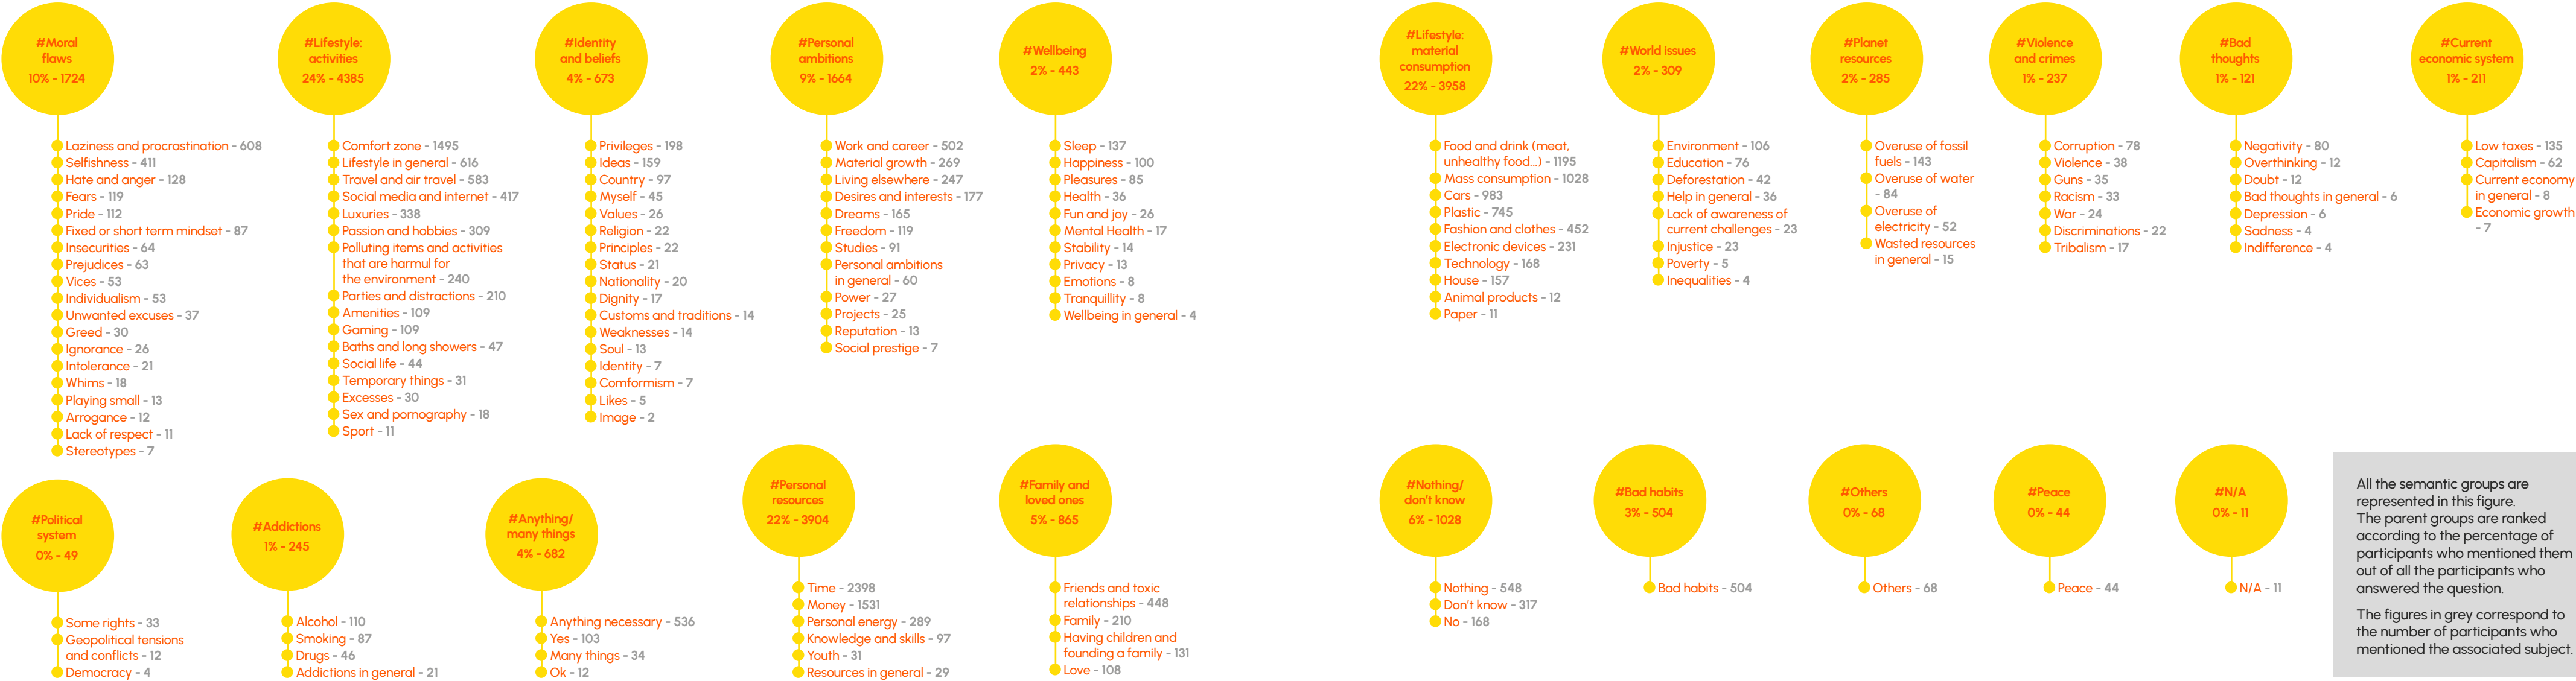 #Moral
flaws
10% - 1724
Laziness and procrastination - 608
Selfishness - 411
Hate and anger - 128
Fears - 119
Pride - 112
Fixed or short term mindset - 87
Insecurities - 64
Prejudices - 63
Vices - 53
Individualism - 53
Unwanted excuses - 37
Greed - 30
Ignorance - 26
Intolerance - 21
Whims - 18
Playing small - 13
Arrogance - 12
Lack of respect - 11
Stereotypes - 7
#Lifestyle:
activities
24% - 4385
Comfort zone - 1495
Lifestyle in general - 616
Travel and air travel - 583
Social media and internet - 417
Luxuries - 338
Passion and hobbies - 309
Polluting items and activities
that are harmul for
the environment - 240
Parties and distractions - 210
Amenities - 109
Gaming - 109
Baths and long showers - 47
Social life - 44
Temporary things - 31
Excesses - 30
Sex and pornography - 18
Sport - 11
#Identity
and beliefs
4% - 673
Privileges - 198
Ideas - 159
Country - 97
Myself - 45
Values - 26
Religion - 22
Principles - 22
Status - 21
Nationality - 20
Dignity - 17
Customs and traditions - 14
Weaknesses - 14
Soul - 13
Identity - 7
Comformism - 7
Likes - 5
Image - 2
#Personal
ambitions
9% - 1664
Work and career - 502
Material growth - 269
Living elsewhere - 247
Desires and interests - 177
Dreams - 165
Freedom - 119
Studies - 91
Personal ambitions
in general - 60
Power - 27
Projects - 25
Reputation - 13
Social prestige - 7
#Wellbeing
2% - 443
Sleep - 137
Happiness - 100
Pleasures - 85
Health - 36
Fun and joy - 26
Mental Health - 17
Stability - 14
Privacy - 13
Emotions - 8
Tranquillity - 8
Wellbeing in general - 4
#Lifestyle:
material
consumption
22% - 3958
Food and drink (meat,
unhealthy food...) - 1195
Mass consumption - 1028
Cars - 983
Plastic - 745
Fashion and clothes - 452
Electronic devices - 231
Technology - 168
House - 157
Animal products - 12
Paper - 11
#World issues
2% - 309
Environment - 106
Education - 76
Deforestation - 42
Help in general - 36
Lack of awareness of
current challenges - 23
Injustice - 23
Poverty - 5
Inequalities - 4
#Planet
resources
2% - 285
Overuse of fossil
fuels - 143
Overuse of water
- 84
Overuse of
electricity - 52
Wasted resources
in general - 15
#Violence
and crimes
1% - 237
Corruption - 78
Violence - 38
Guns - 35
Racism - 33
War - 24
Discriminations - 22
Tribalism - 17
#Bad
thoughts
1% - 121
Negativity - 80
Overthinking - 12
Doubt - 12
Bad thoughts in general - 6
Depression - 6
Sadness - 4
Indifference - 4
#Current
economic system
1% - 211
Low taxes - 135
Capitalism - 62
Current economy
in general - 8
Economic growth
- 7
#Political
system
0% - 49
Some rights - 33
Geopolitical tensions
and conflicts - 12
Democracy - 4
#Addictions
1% - 245
Alcohol - 110
Smoking - 87
Drugs - 46
Addictions in general - 21
#Anything/
many things
4% - 682
Anything necessary - 536
Yes - 103
Many things - 34
Ok - 12
#Personal
resources
22% - 3904
Time - 2398
Money - 1531
Personal energy - 289
Knowledge and skills - 97
Youth - 31
Resources in general - 29
#Family and
loved ones
5% - 865
Friends and toxic
relationships - 448
Family - 210
Having children and
founding a family - 131
Love - 108
#Nothing/
don't know
6% - 1028
Nothing - 548
Don't know - 317
No - 168
#Bad habits
3% - 504
Bad habits - 504
#Others
0% - 68
Others - 68
#Peace
0% - 44
Peace - 44
#N/A
0% - 11
N/A - 11
All the semantic groups are
represented in this figure.
The parent groups are ranked
according to the percentage of
participants who mentioned them
out of all the participants who
answered the question.
The figures in grey correspond to
the number of participants who
mentioned the associated subject.